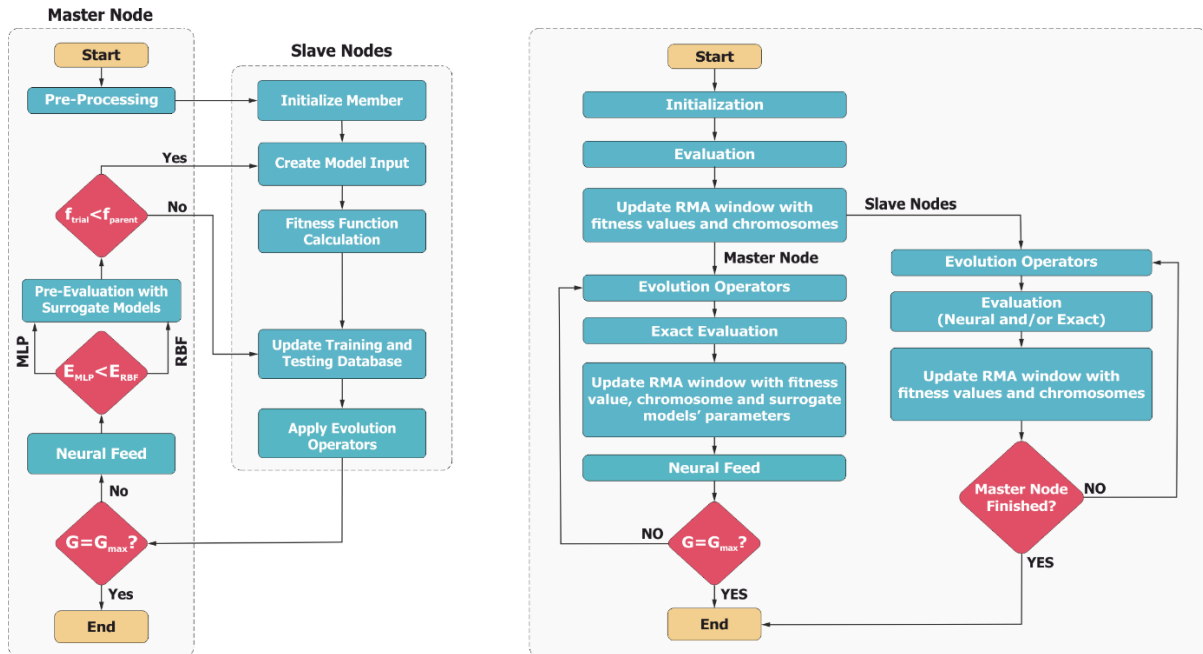 Master Node
Start
Pre-Processing
Slave Nodes
Initialize Member
Create Model Input
Fitness Function
Calculation
Update Training and
Testing Database
Apply Evolution
Operators
Yes
No
f_trial<f_parent
Pre-Evaluation with
Surrogate Models
MLP
RBF
E_MLP<E_RBF
Neural Feed
No
G=G_max?
Yes
End
Start
Initialization
Evaluation
Update RMA window with
fitness values and chromosomes
Slave Nodes
Master Node
Evolution Operators
Exact Evaluation
Update RMA window with fitness
value, chromosome and surrogate
models’ parameters
Neural Feed
NO
G=G_max?
YES
End
Evolution Operators
Evaluation
(Neural and/or Exact)
Update RMA window with
fitness values and chromosomes
Master Node
Finished?
NO
YES